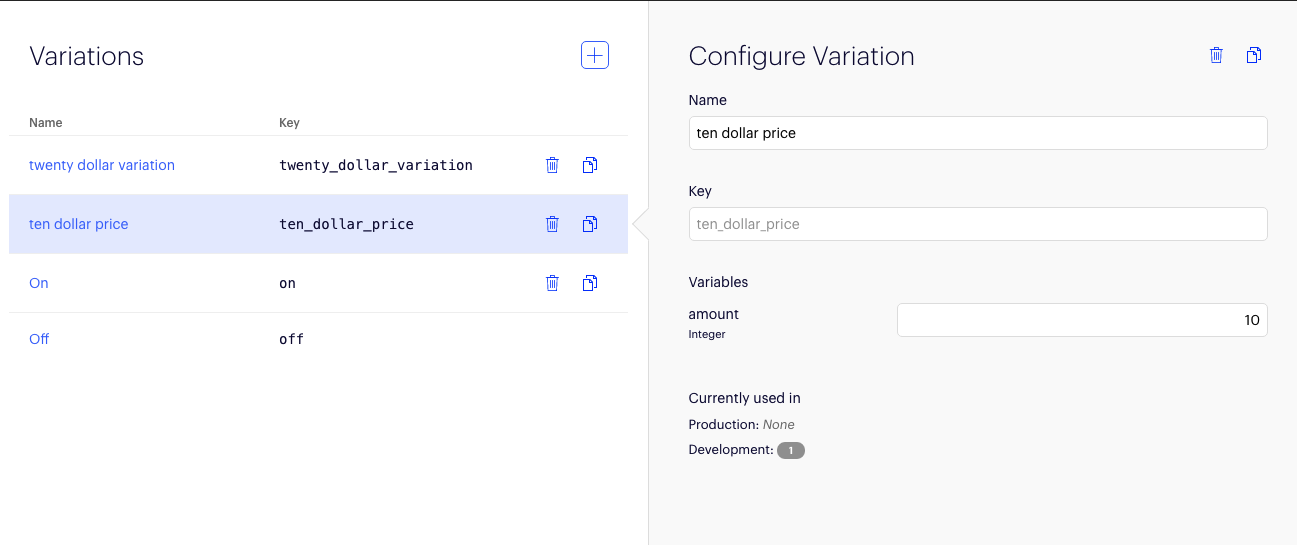 Variations
Name Key
twenty dollar variation twenty_dollar_variation
ten dollar price ten_dollar_price
On on
Off off
Configure Variation
Name
ten dollar price
Key
ten_dollar_price
Variables
amount
Integer
10
Currently used in
Production: None
Development: 1